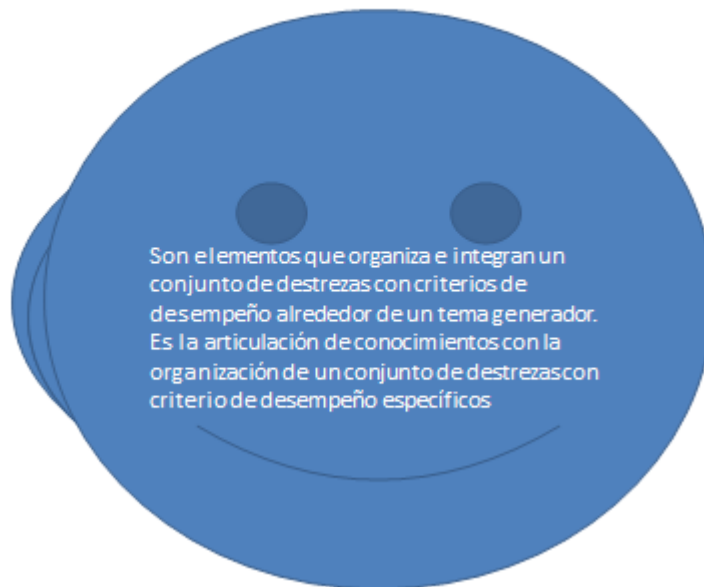 Son elementos que organiza e integran un
conjunto de destrezas con criterios de
desempeño alrededor de un tema generador.
Es la articulación de conocimientos con la
organización de un conjunto de destrezas con
criterio de desempeño específicos